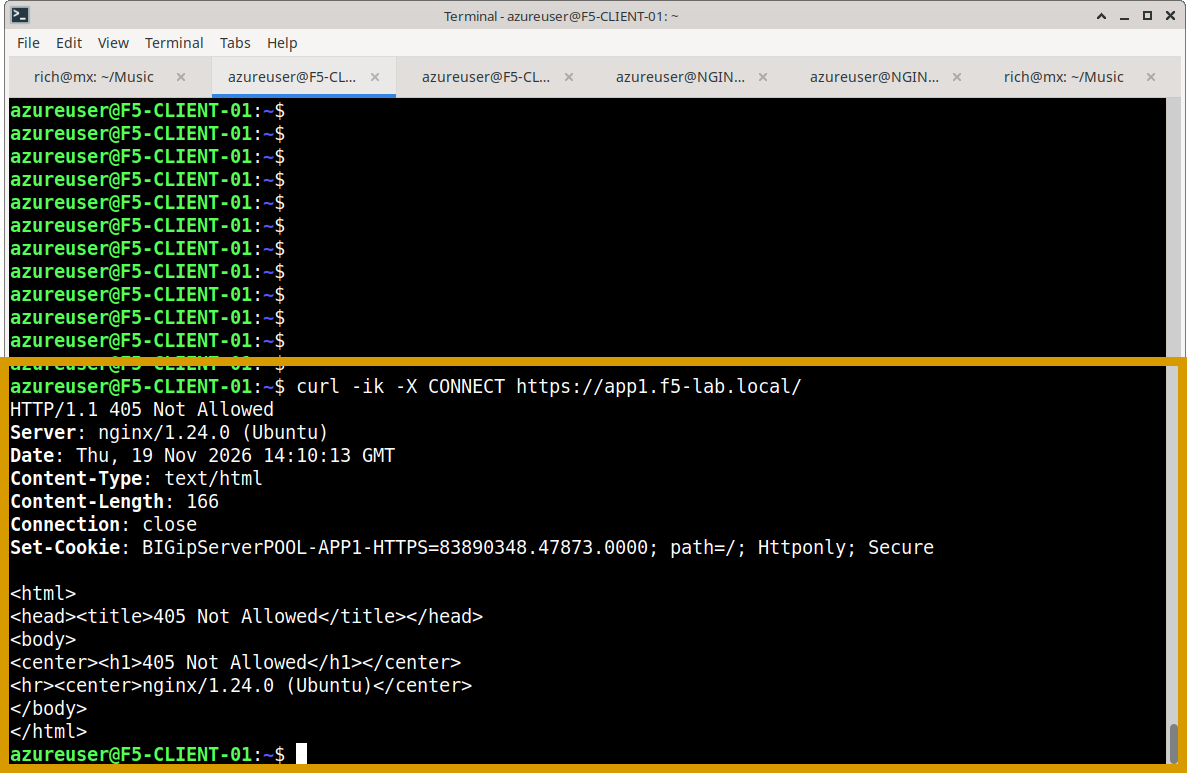 Terminal - azureuser@F5-CLIENT-01: ~
File Edit View Terminal Tabs Help
rich@mx: ~/Music azureuser@F5-CL... azureuser@F5-CL... azureuser@NGIN... azureuser@NGIN... rich@mx: ~/Music
azureuser@F5-CLIENT-01:~$
azureuser@F5-CLIENT-01:~$
azureuser@F5-CLIENT-01:~$
azureuser@F5-CLIENT-01:~$
azureuser@F5-CLIENT-01:~$
azureuser@F5-CLIENT-01:~$
azureuser@F5-CLIENT-01:~$
azureuser@F5-CLIENT-01:~$
azureuser@F5-CLIENT-01:~$
azureuser@F5-CLIENT-01:~$
azureuser@F5-CLIENT-01:~$
azureuser@F5-CLIENT-01:~$
azureuser@F5-CLIENT-01:~$ curl -ik -X CONNECT https://app1.f5-lab.local/
HTTP/1.1 405 Not Allowed
Server: nginx/1.24.0 (Ubuntu)
Date: Thu, 19 Nov 2026 14:10:13 GMT
Content-Type: text/html
Content-Length: 166
Connection: close
Set-Cookie: BIGipServerPOOL-APP1-HTTPS=83890348.47873.0000; path=/; Httponly; Secure

<html>
<head><title>405 Not Allowed</title></head>
<body>
<center><h1>405 Not Allowed</h1></center>
<hr><center>nginx/1.24.0 (Ubuntu)</center>
</body>
</html>
azureuser@F5-CLIENT-01:~$